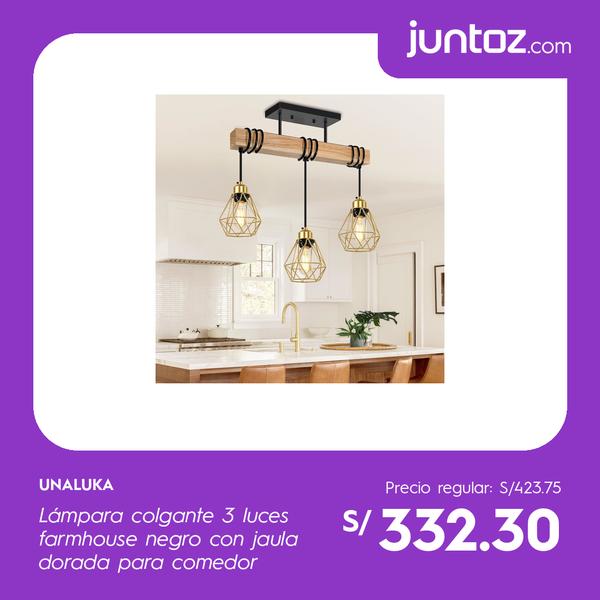 juntoz.com
UNALUKA
Lámpara colgante 3 luces
farmhouse negro con jaula
dorada para comedor
Precio regular: S/423.75
S/ 332.30